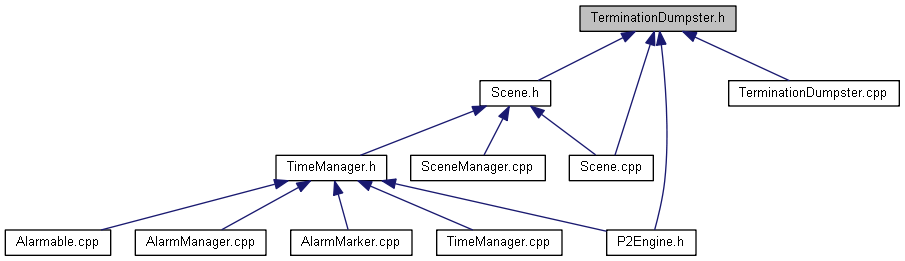 TerminationDumpster.h
Scene.h
TerminationDumpster.cpp
TimeManager.h
SceneManager.cpp
Scene.cpp
Alarmable.cpp
AlarmManager.cpp
AlarmMarker.cpp
TimeManager.cpp
P2Engine.h